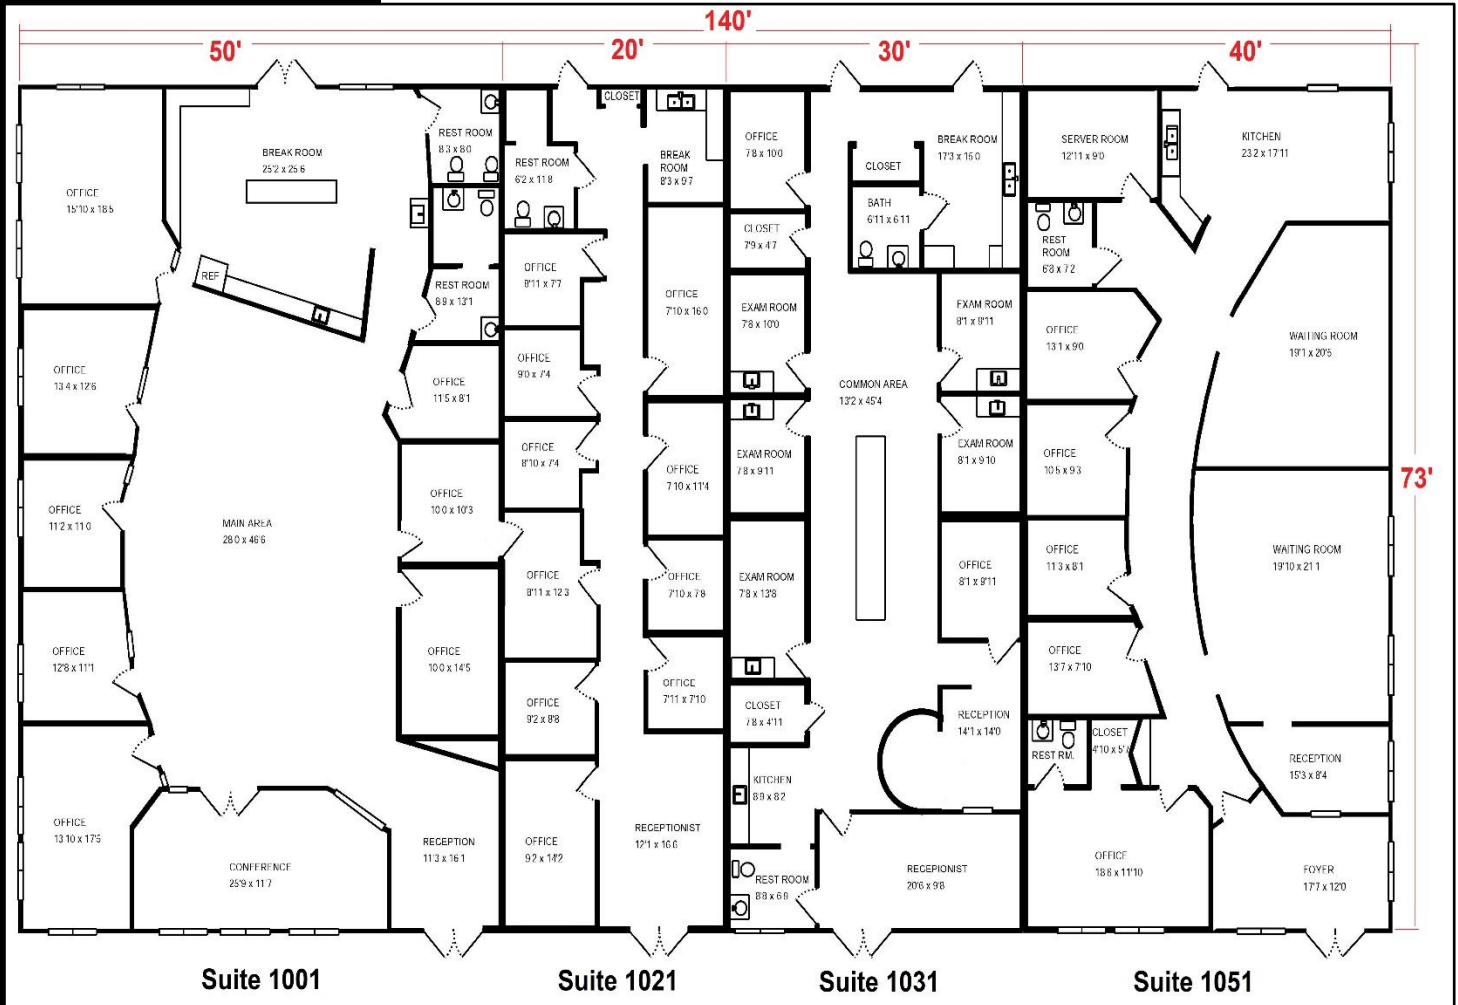 140'
50'
20'
30'
40'
73'
OFFICE
15'10 x 18'5
BREAK ROOM
25'2 x 25'6
REST ROOM
8'3 x 8'0
REF
REST ROOM
8'9 x 13'1
OFFICE
13'4 x 12'6
OFFICE
11'5 x 8'1
OFFICE
11'2 x 11'0
MAIN AREA
28'0 x 46'6
OFFICE
10'0 x 10'3
OFFICE
12'8 x 11'1
OFFICE
10'0 x 14'5
OFFICE
13'10 x 17'5
CONFERENCE
25'9 x 11'7
RECEPTION
11'3 x 16'1
Suite 1001
CLOSET
REST ROOM
6'2 x 11'8
BREAK
ROOM
8'3 x 9'7
OFFICE
8'11 x 7'7
OFFICE
7'10 x 16'0
OFFICE
9'0 x 7'4
OFFICE
8'10 x 7'4
OFFICE
7'10 x 11'4
OFFICE
8'11 x 12'3
OFFICE
7'10 x 7'8
OFFICE
9'2 x 8'8
OFFICE
7'11 x 7'10
OFFICE
9'2 x 14'2
RECEPTIONIST
12'1 x 16'6
Suite 1021
OFFICE
7'8 x 10'0
CLOSET
BREAK ROOM
17'3 x 16'0
BATH
6'11 x 6'11
CLOSET
7'9 x 4'7
EXAM ROOM
7'8 x 10'0
EXAM ROOM
8'1 x 9'11
COMMON AREA
13'2 x 45'4
EXAM ROOM
7'8 x 9'11
EXAM ROOM
8'1 x 9'10
EXAM ROOM
7'8 x 13'8
OFFICE
8'1 x 9'11
CLOSET
7'8 x 4'11
RECEPTION
14'1 x 14'0
KITCHEN
8'9 x 8'2
REST ROOM
8'8 x 6'8
RECEPIONIST
20'6 x 9'8
Suite 1031
SERVER ROOM
12'11 x 9'0
KITCHEN
23'2 x 17'11
REST
ROOM
6'8 x 7'2
OFFICE
13'1 x 9'0
WAITING ROOM
19'1 x 20'5
OFFICE
10'5 x 9'3
OFFICE
11'3 x 8'1
WAITING ROOM
19'10 x 21'1
OFFICE
13'7 x 7'10
REST RM.
CLOSET
4'10 x
RECEPTION
15'3 x 8'4
OFFICE
18'6 x 11'10
FOYER
17'7 x 12'0
Suite 1051